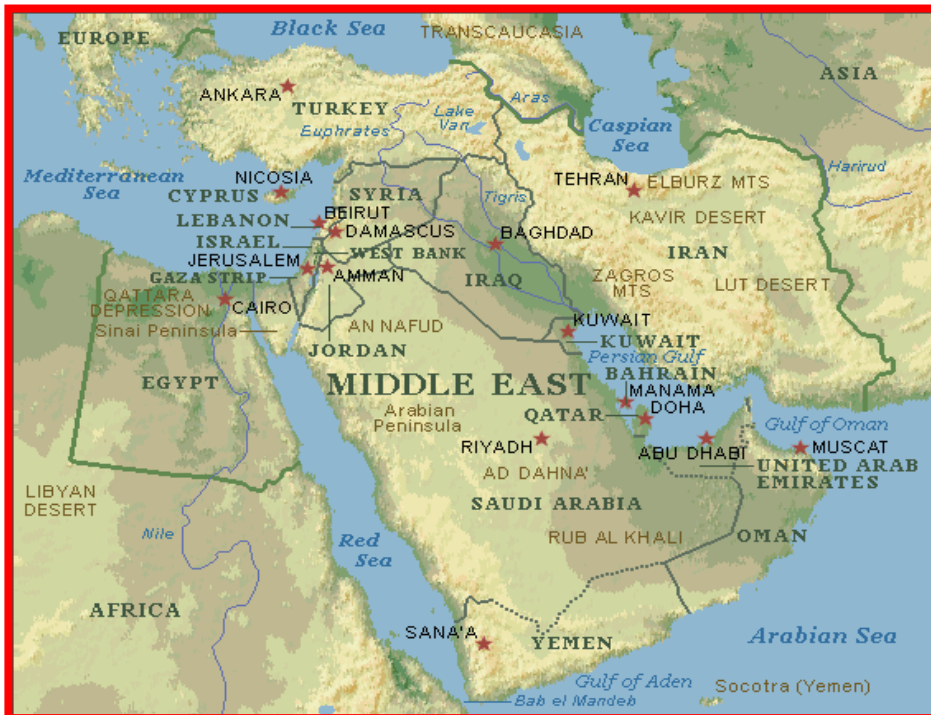 Black Sea
EUROPE
TRANSCAUCASIA
ASIA
ANKARA
TURKEY
Aras
Lake
Van
Euphrates
Caspian
Sea
Harirud
Mediterranean
Sea
NICOSIA
CYPRUS
SYRIA
Tigris
TEHRAN
ELBURZ MTS
LEBANON
BEIRUT
KAVIR DESERT
DAMASCUS
ISRAEL
BAGHDAD
IRAN
WEST BANK
JERUSALEM
GAZA STRIP
AMMAN
IRAQ
ZAGROS
MTS
LUT DESERT
QATTARA
DEPRESSION
CAIRO
Sinai Peninsula
AN NAFUD
KUWAIT
KUWAIT
JORDAN
Persian Gulf
BAHRAIN
EGYPT
MIDDLE EAST
MANAMA
Arabian
Peninsula
QATAR
DOHA
Gulf of Oman
RIYADH
ABU DHABI
MUSCAT
AD DAHNA'
UNITED ARAB
EMIRATES
LIBYAN
DESERT
SAUDI ARABIA
Nile
Red
Sea
RUB AL KHALI
OMAN
AFRICA
SANA'A
YEMEN
Arabian Sea
Gulf of Aden
Socotra (Yemen)
Bab el Mandeb